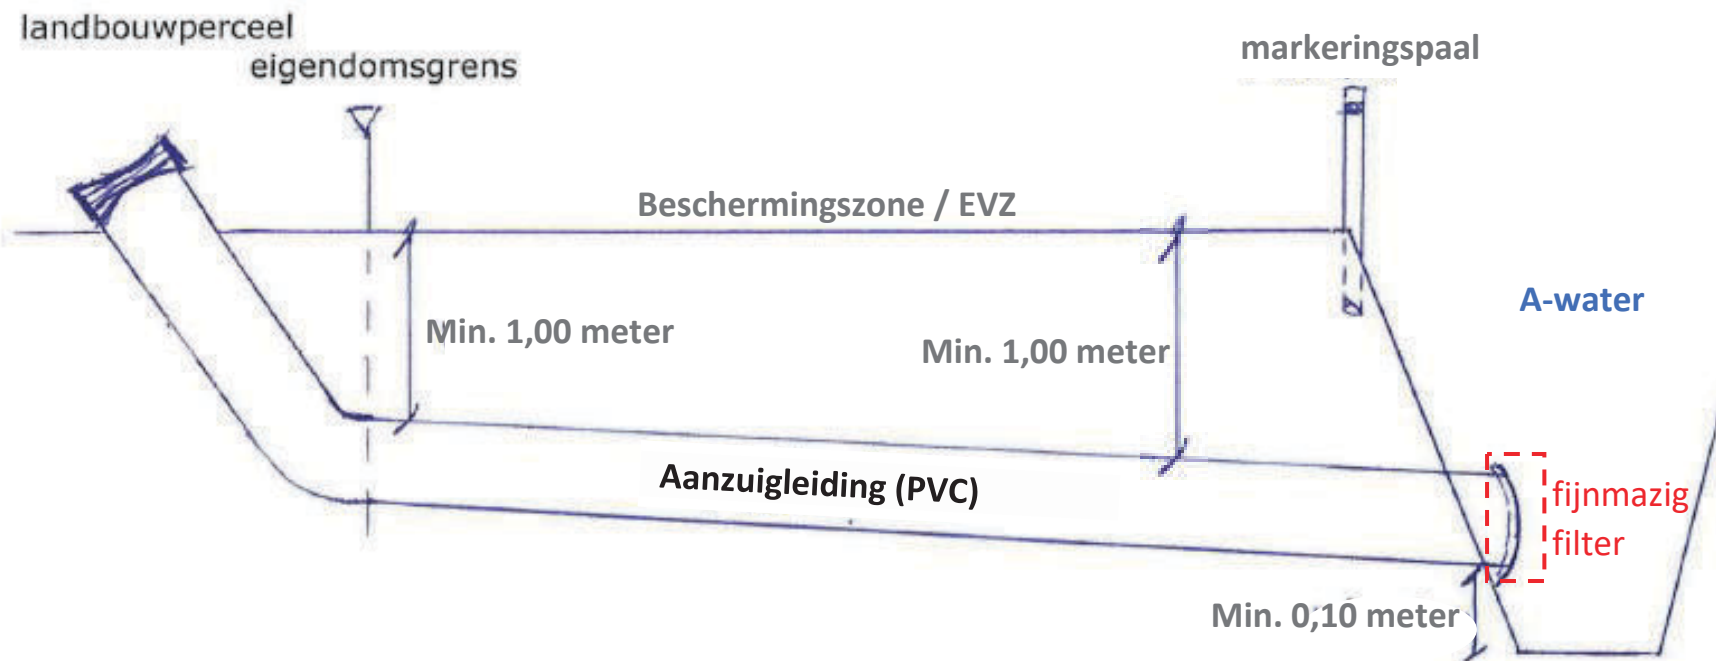 landbouwperceel
eigendomsgrens
markeringspaal
Beschermingszone / EVZ
A-water
Min. 1,00 meter
Min. 1,00 meter
Aanzuigleiding (PVC)
fijnmazig
filter
Min. 0,10 meter